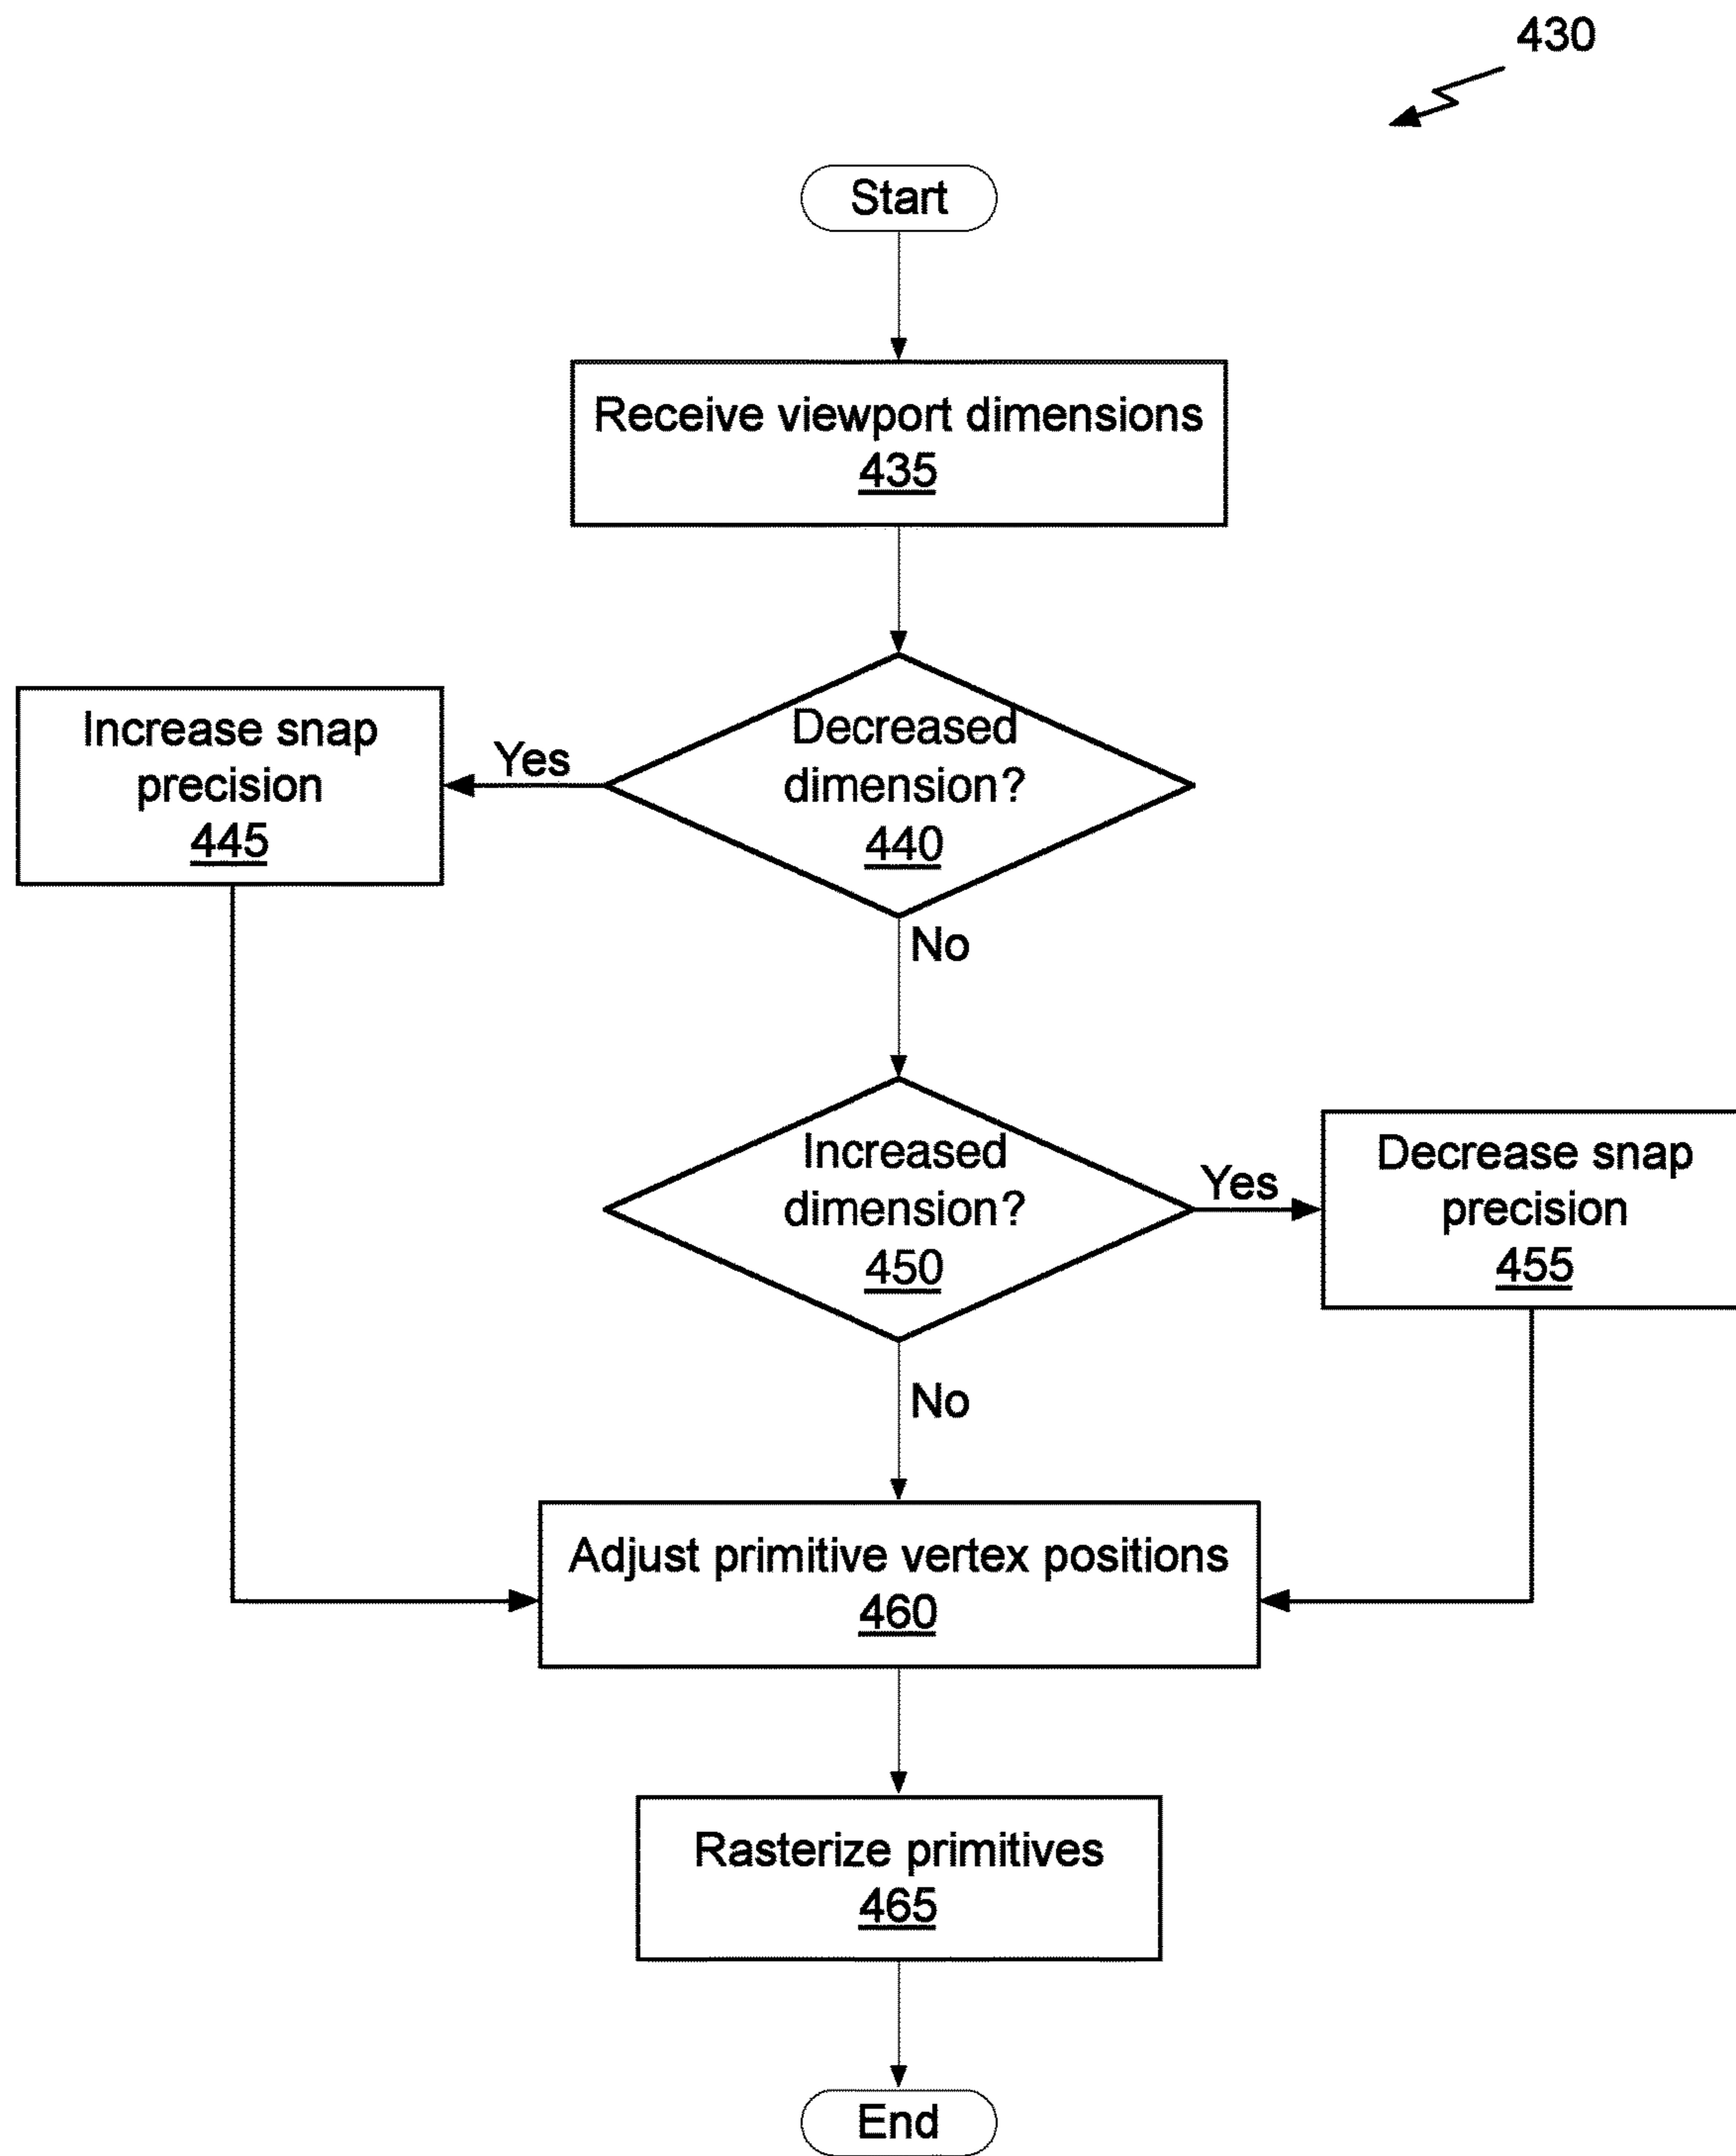 430
Start
Receive viewport dimensions
435
Decreased
dimension?
440
Yes
Increase snap
precision
445
No
Increased
dimension?
450
Yes
Decrease snap
precision
455
No
Adjust primitive vertex positions
460
Rasterize primitives
465
End